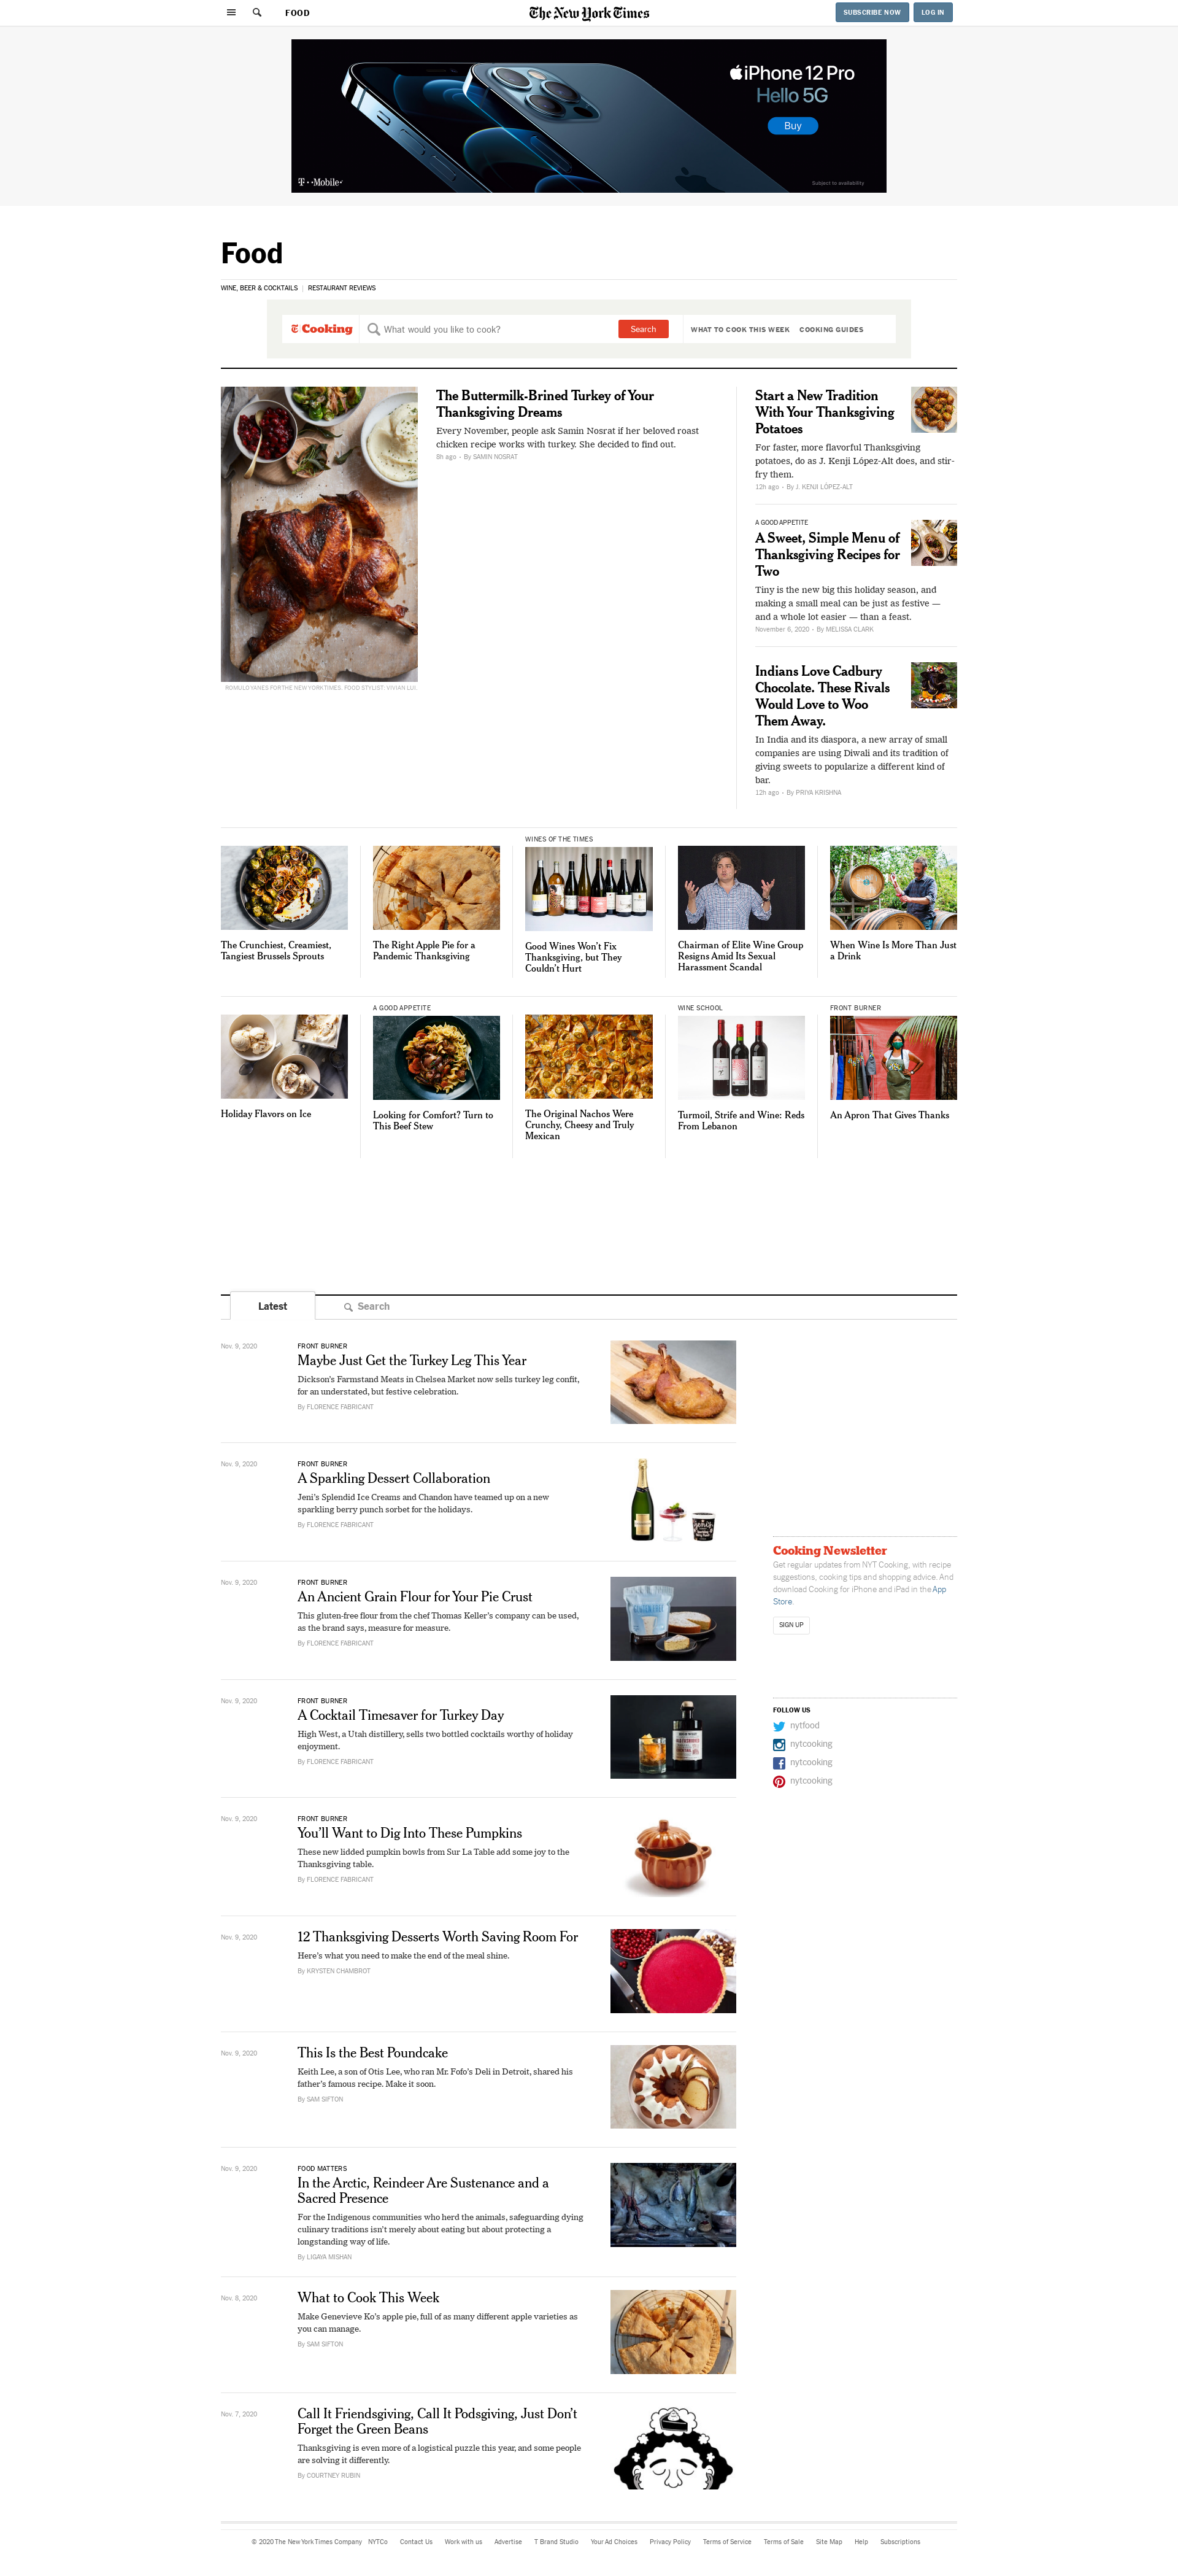 FOOD
The New York Times
SUBSCRIBE NOW
LOG IN
iPhone 12 Pro
Hello 5G
Buy
T-Mobile
Subject to availability
Food
WINE, BEER & COCKTAILS
RESTAURANT REVIEWS
Cooking
What would you like to cook?
Search
WHAT TO COOK THIS WEEK
COOKING GUIDES
The Buttermilk-Brined Turkey of Your
Thanksgiving Dreams
Every November, people ask Samin Nosrat if her beloved roast
chicken recipe works with turkey. She decided to find out.
8h ago - By SAMIN NOSRAT
ROMULO YANES FOR THE NEW YORK TIMES. FOOD STYLIST: VIVIAN LUI.
Start a New Tradition
With Your Thanksgiving
Potatoes
For faster, more flavorful Thanksgiving
potatoes, do as J. Kenji López-Alt does, and stir-
fry them.
12h ago - By J. KENJI LÓPEZ-ALT
A GOOD APPETITE
A Sweet, Simple Menu of
Thanksgiving Recipes for
Two
Tiny is the new big this holiday season, and
making a small meal can be just as festive —
and a whole lot easier — than a feast.
November 6, 2020 - By MELISSA CLARK
Indians Love Cadbury
Chocolate. These Rivals
Would Love to Woo
Them Away.
In India and its diaspora, a new array of small
companies are using Diwali and its tradition of
giving sweets to popularize a different kind of
bar.
12h ago - By PRIYA KRISHNA
The Crunchiest, Creamiest,
Tangiest Brussels Sprouts
The Right Apple Pie for a
Pandemic Thanksgiving
WINES OF THE TIMES
Good Wines Won't Fix
Thanksgiving, but They
Couldn't Hurt
Chairman of Elite Wine Group
Resigns Amid Its Sexual
Harassment Scandal
When Wine Is More Than Just
a Drink
Holiday Flavors on Ice
A GOOD APPETITE
Looking for Comfort? Turn to
This Beef Stew
The Original Nachos Were
Crunchy, Cheesy and Truly
Mexican
WINE SCHOOL
Turmoil, Strife and Wine: Reds
From Lebanon
FRONT BURNER
An Apron That Gives Thanks
Latest
Search
Nov. 9, 2020
FRONT BURNER
Maybe Just Get the Turkey Leg This Year
Dickson's Farmstand Meats in Chelsea Market now sells turkey leg confit,
for an understated, but festive celebration.
By FLORENCE FABRICANT
Nov. 9, 2020
FRONT BURNER
A Sparkling Dessert Collaboration
Jeni's Splendid Ice Creams and Chandon have teamed up on a new
sparkling berry punch sorbet for the holidays.
By FLORENCE FABRICANT
Nov. 9, 2020
FRONT BURNER
An Ancient Grain Flour for Your Pie Crust
This gluten-free flour from the chef Thomas Keller's company can be used,
as the brand says, measure for measure.
By FLORENCE FABRICANT
Nov. 9, 2020
FRONT BURNER
A Cocktail Timesaver for Turkey Day
High West, a Utah distillery, sells two bottled cocktails worthy of holiday
enjoyment.
By FLORENCE FABRICANT
Nov. 9, 2020
FRONT BURNER
You'll Want to Dig Into These Pumpkins
These new lidded pumpkin bowls from Sur La Table add some joy to the
Thanksgiving table.
By FLORENCE FABRICANT
Nov. 9, 2020
12 Thanksgiving Desserts Worth Saving Room For
Here's what you need to make the end of the meal shine.
By KRYSTEN CHAMBROT
Nov. 9, 2020
This Is the Best Poundcake
Keith Lee, a son of Otis Lee, who ran Mr. Fofo's Deli in Detroit, shared his
father's famous recipe. Make it soon.
By SAM SIFTON
Nov. 9, 2020
FOOD MATTERS
In the Arctic, Reindeer Are Sustenance and a
Sacred Presence
For the Indigenous communities who herd the animals, safeguarding dying
culinary traditions isn't merely about eating but about protecting a
longstanding way of life.
By LIGAYA MISHAN
Nov. 8, 2020
What to Cook This Week
Make Genevieve Ko's apple pie, full of as many different apple varieties as
you can manage.
By SAM SIFTON
Nov. 7, 2020
Call It Friendsgiving, Call It Podsgiving, Just Don't
Forget the Green Beans
Thanksgiving is even more of a logistical puzzle this year, and some people
are solving it differently.
By COURTNEY RUBIN
Cooking Newsletter
Get regular updates from NYT Cooking, with recipe
suggestions, cooking tips and shopping advice. And
download Cooking for iPhone and iPad in the App
Store.
SIGN UP
FOLLOW US
nytfood
nytcooking
nytcooking
nytcooking
© 2020 The New York Times Company NYTCo Contact Us Work with us Advertise T Brand Studio Your Ad Choices Privacy Policy Terms of Service Terms of Sale Site Map Help Subscriptions